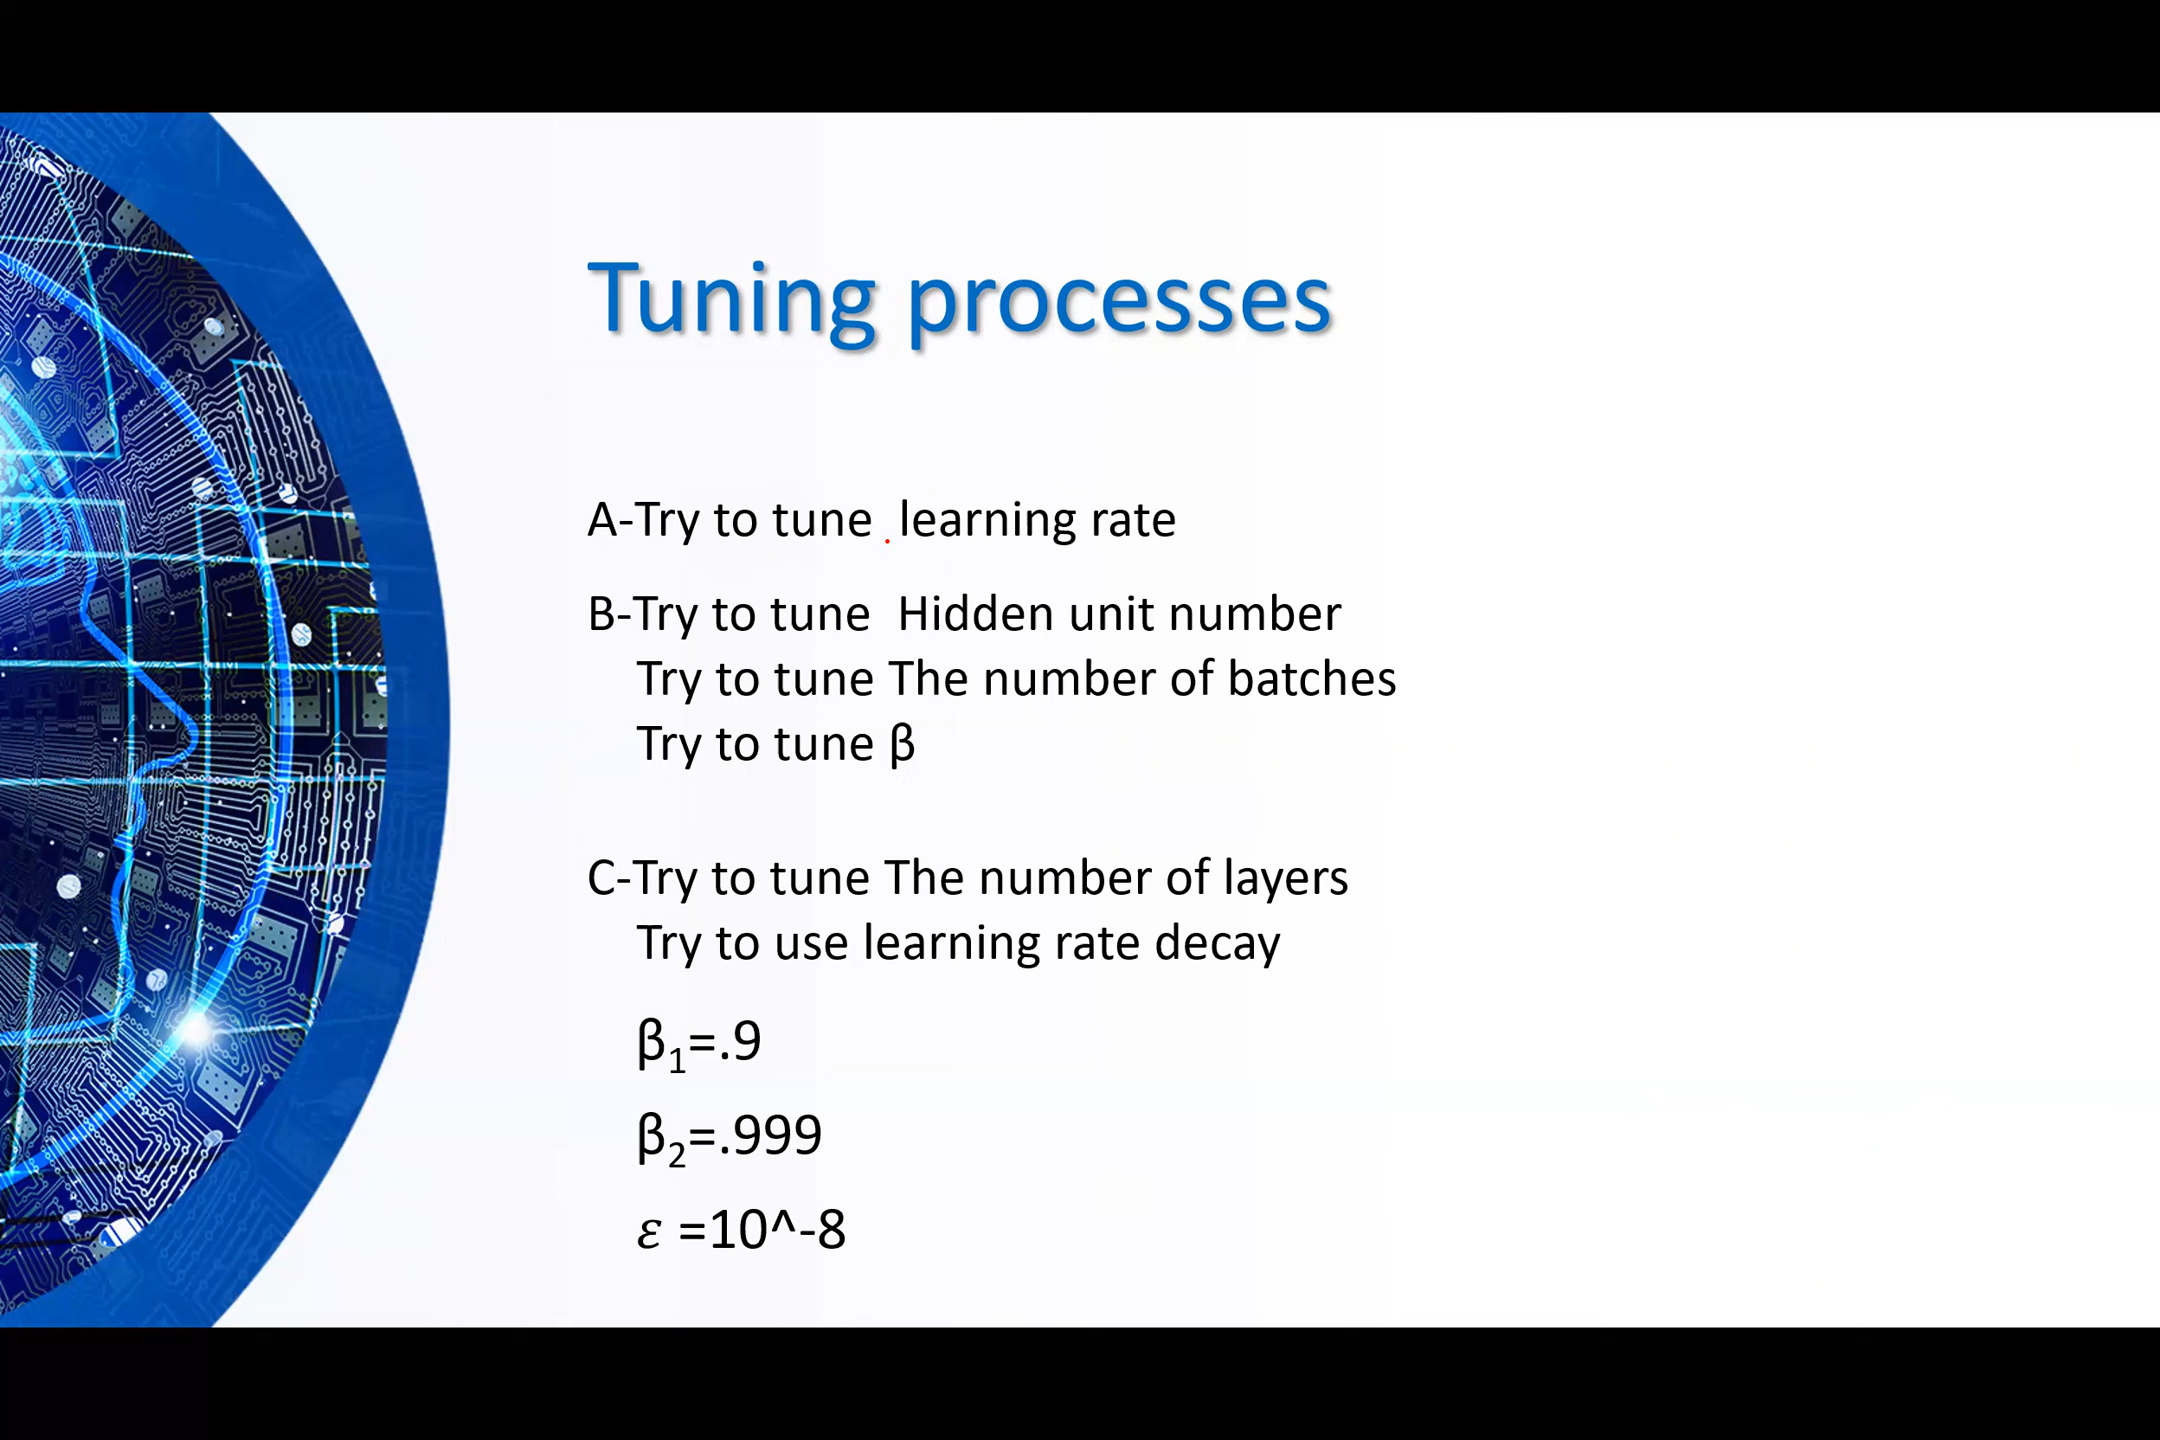 Tuning processes
A-Try to tune  learning rate
B-Try to tune  Hidden unit number
Try to tune The number of batches
Try to tune β
C-Try to tune The number of layers
Try to use learning rate decay
β₁=.9
β₂=.999
ε =10^-8